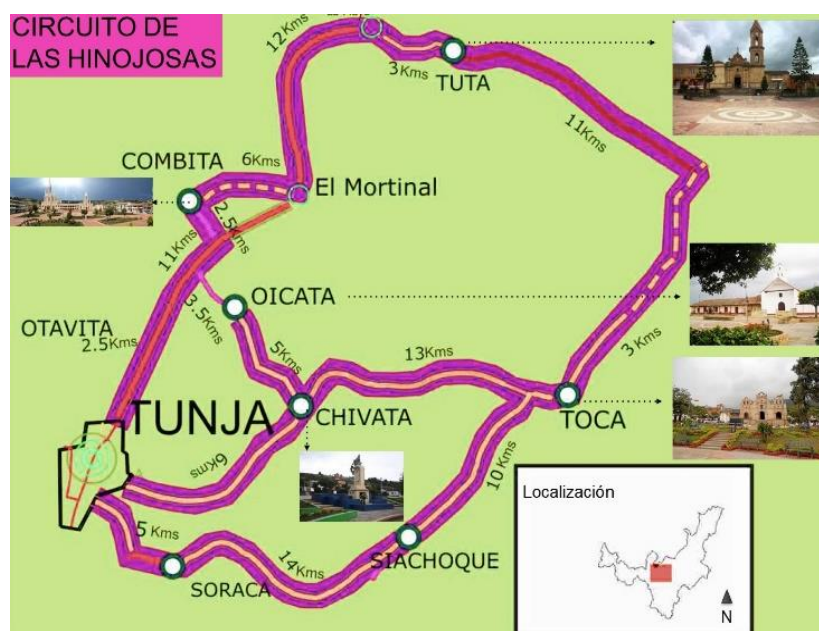 CIRCUITO DE
LAS HINOJOSAS
12Kms
3Kms
TUTA
11Kms
COMBITA
6Kms
El Mortinal
2.5Kms
11Kms
3.5Kms
OICATA
OTAVITA
2.5Kms
5Kms
13Kms
3 Kms
TUNJA
CHIVATA
TOCA
6Kms
10Kms
Localización
5 Kms
14Kms
SIACHOQUE
SORACA
N